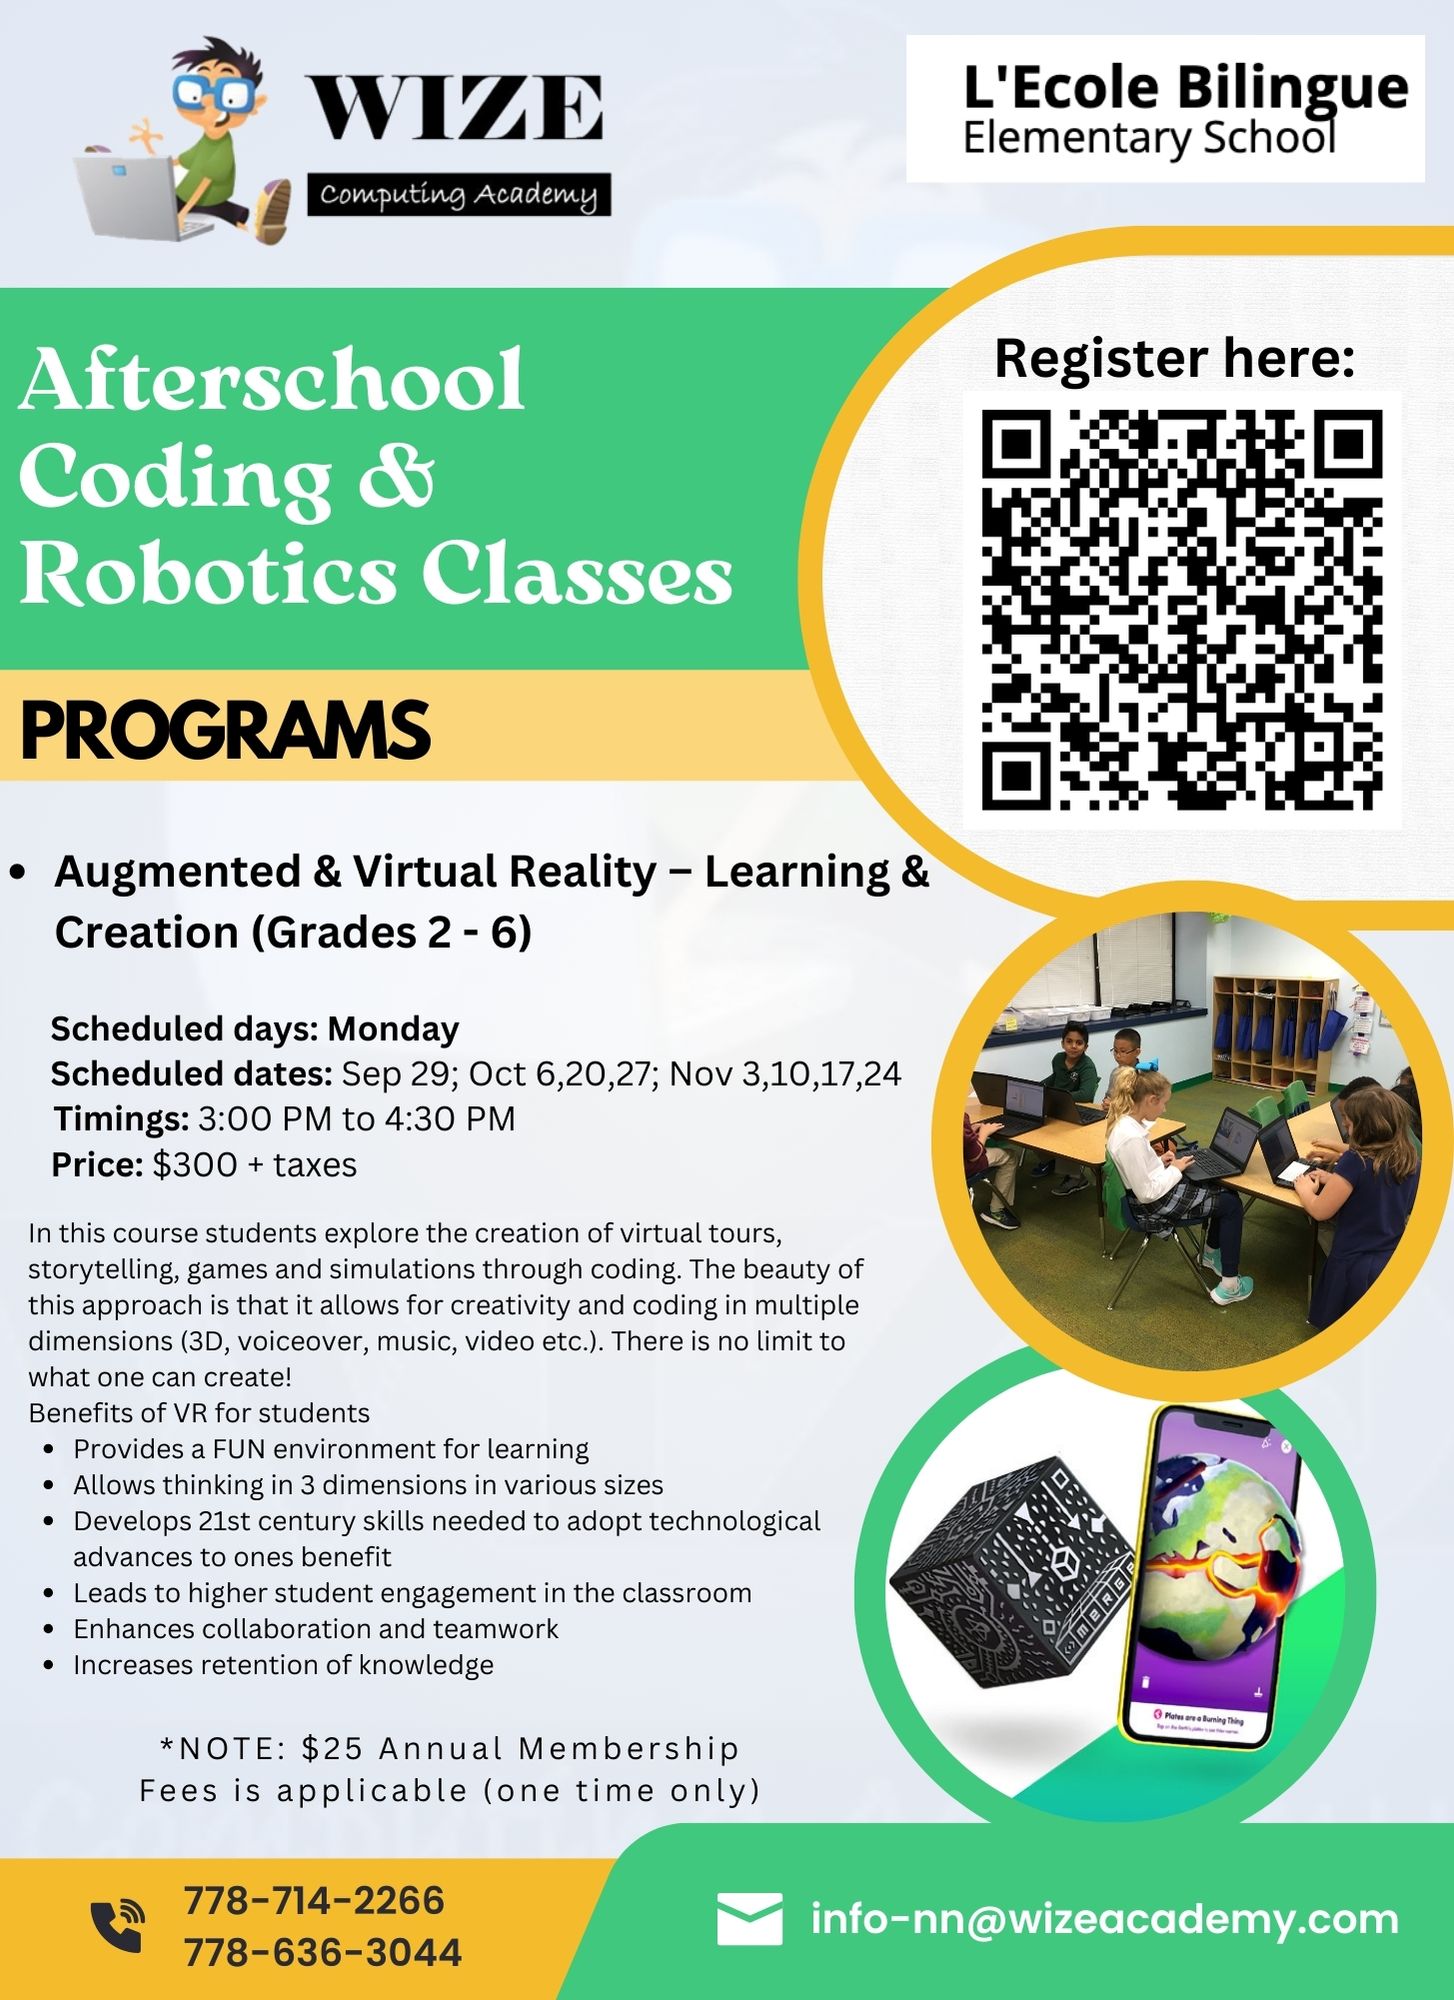 WIZE
Computing Academy
L'Ecole Bilingue
Elementary School
Afterschool
Coding &
Robotics Classes
Register here:
PROGRAMS
• Augmented & Virtual Reality – Learning &
Creation (Grades 2 - 6)
Scheduled days: Monday
Scheduled dates: Sep 29; Oct 6,20,27; Nov 3,10,17,24
Timings: 3:00 PM to 4:30 PM
Price: $300 + taxes
In this course students explore the creation of virtual tours,
storytelling, games and simulations through coding. The beauty of
this approach is that it allows for creativity and coding in multiple
dimensions (3D, voiceover, music, video etc.). There is no limit to
what one can create!
Benefits of VR for students
• Provides a FUN environment for learning
• Allows thinking in 3 dimensions in various sizes
• Develops 21st century skills needed to adopt technological
advances to ones benefit
• Leads to higher student engagement in the classroom
• Enhances collaboration and teamwork
• Increases retention of knowledge
MERGE
Plates are a Burning Thing
*NOTE: $25 Annual Membership
Fees is applicable (one time only)
778-714-2266
778-636-3044
info-nn@wizeacademy.com